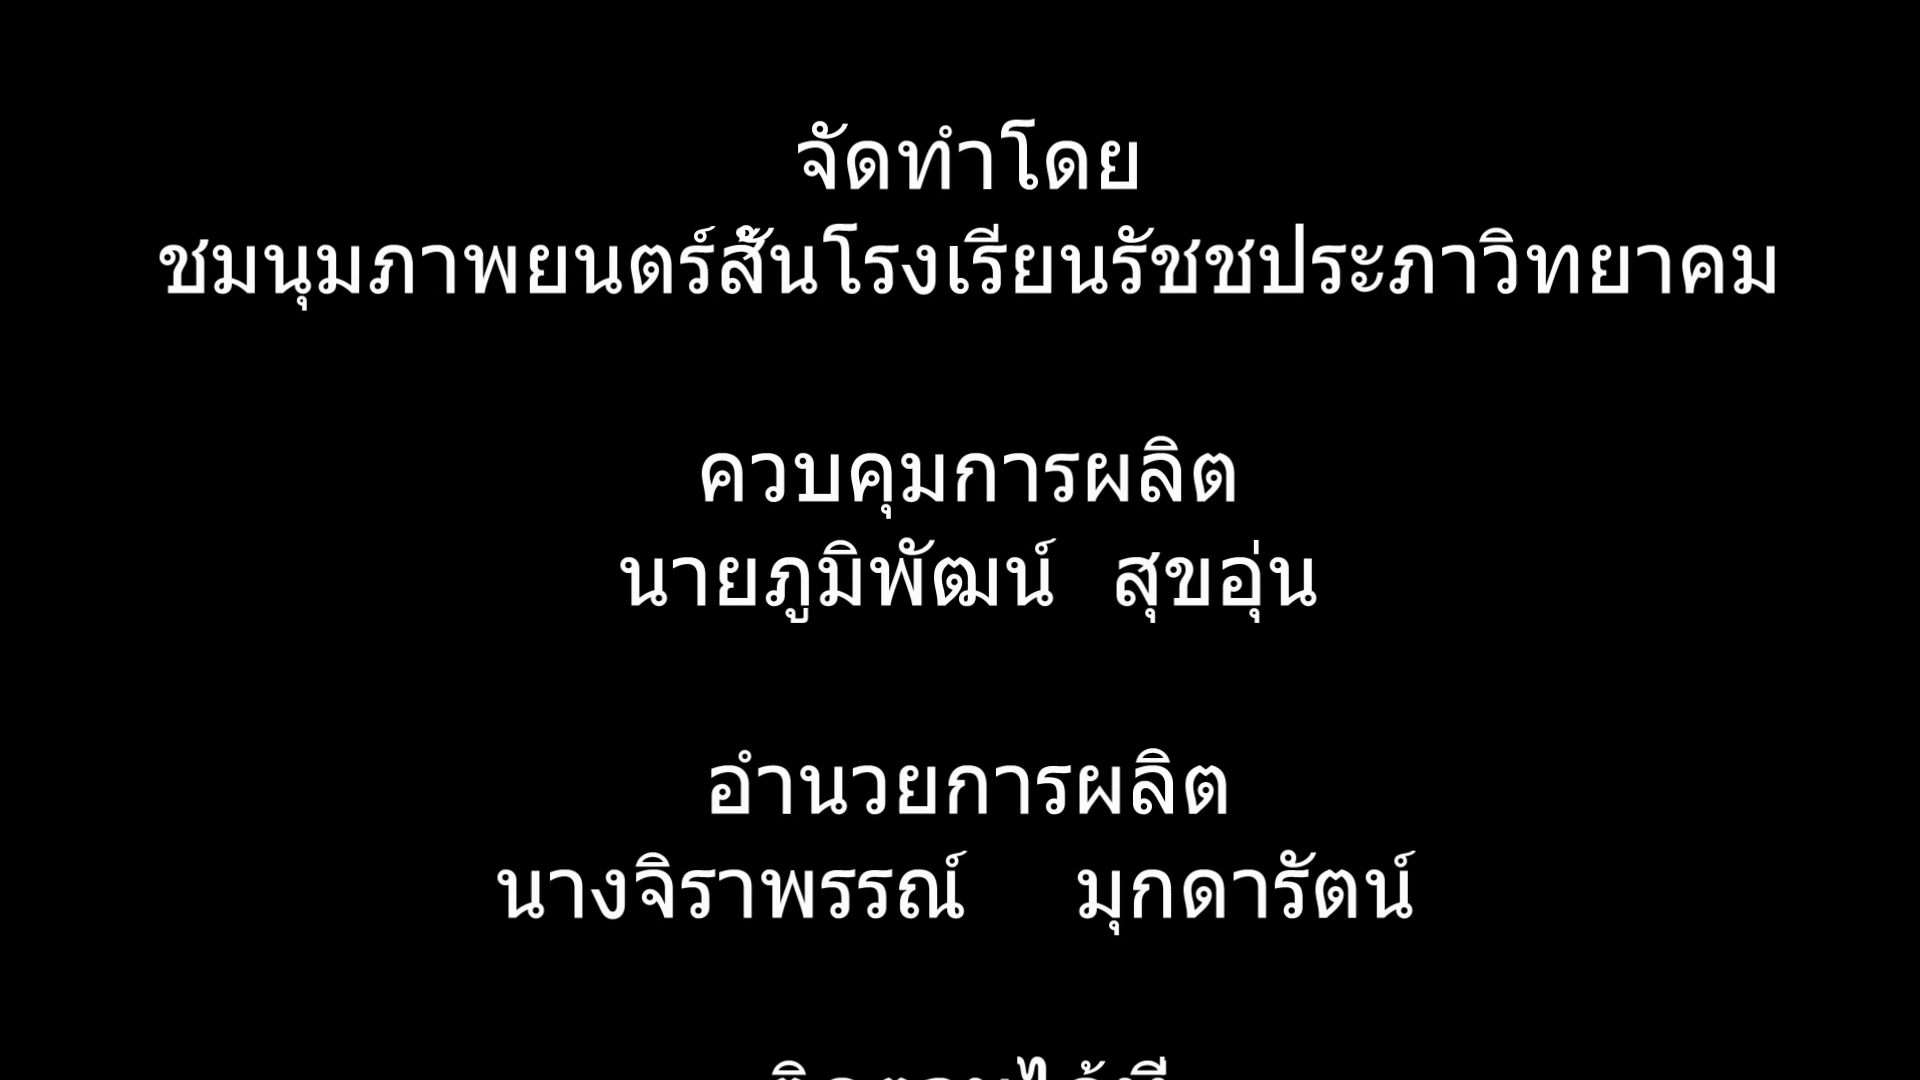 จัดทำโดย
ชมนุมภาพยนตร์สั้นโรงเรียนรัชชประภาวิทยาคม
ควบคุมการผลิต
นายภูมิพัฒน์ สุขอุ่น
อำนวยการผลิต
นางจิราพรรณ์ มุกดารัตน์